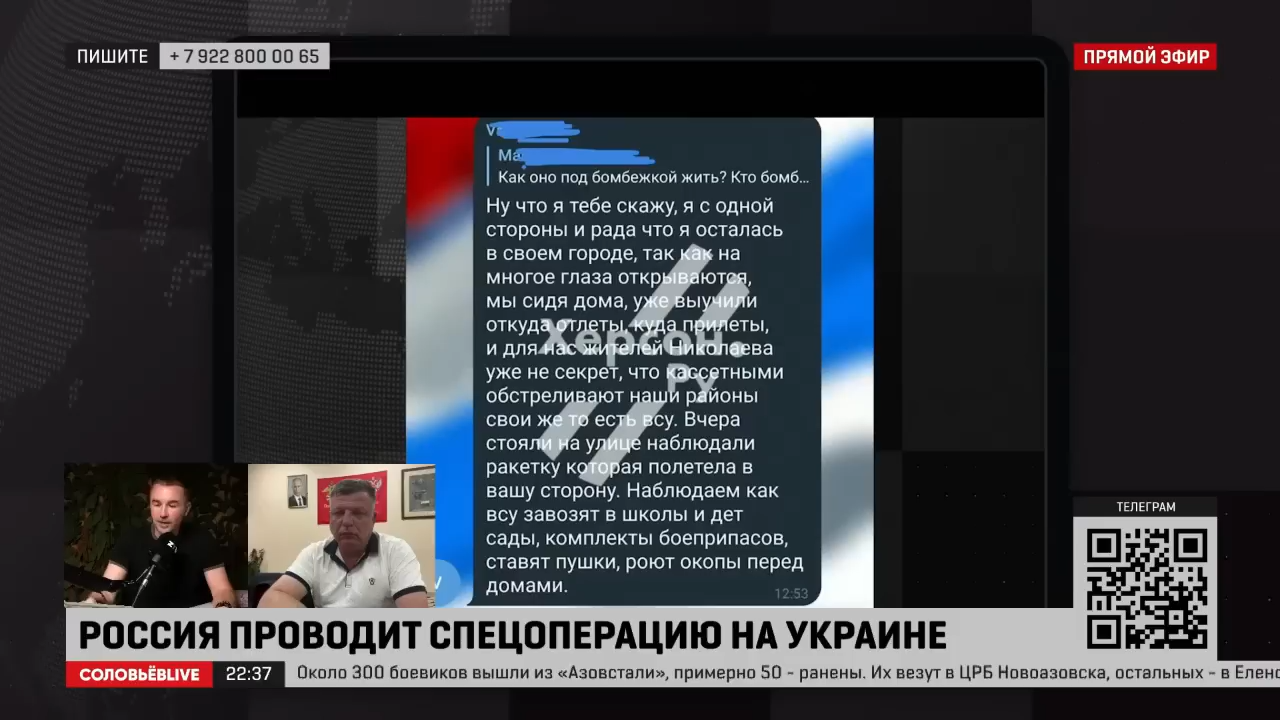 ПИШИТЕ + 7 922 800 00 65
ПРЯМОЙ ЭФИР
Как оно под бомбежкой жить? Кто бомб...
Ну что я тебе скажу, я с одной
стороны и рада что я осталась
в своем городе, так как на
многое глаза открываются,
мы сидя дома, уже выучили
откуда отлеты, куда прилеты,
и для нас жителей Николаева
уже не секрет, что кассетными
обстреливают наши районы
свои же то есть всу. Вчера
стояли на улице наблюдали
ракетку которая полетела в
вашу сторону. Наблюдаем как
всу завозят в школы и дет
сады, комплекты боеприпасов,
ставят пушки, роют окопы перед
домами.
12:53
Херсон.
Ру
ТЕЛЕГРАМ
РОССИЯ ПРОВОДИТ СПЕЦОПЕРАЦИЮ НА УКРАИНЕ
СОЛОВЬЁВLIVE 22:37 Около 300 боевиков вышли из «Азовстали», примерно 50 - ранены. Их везут в ЦРБ Новоазовска, остальных - в Елено